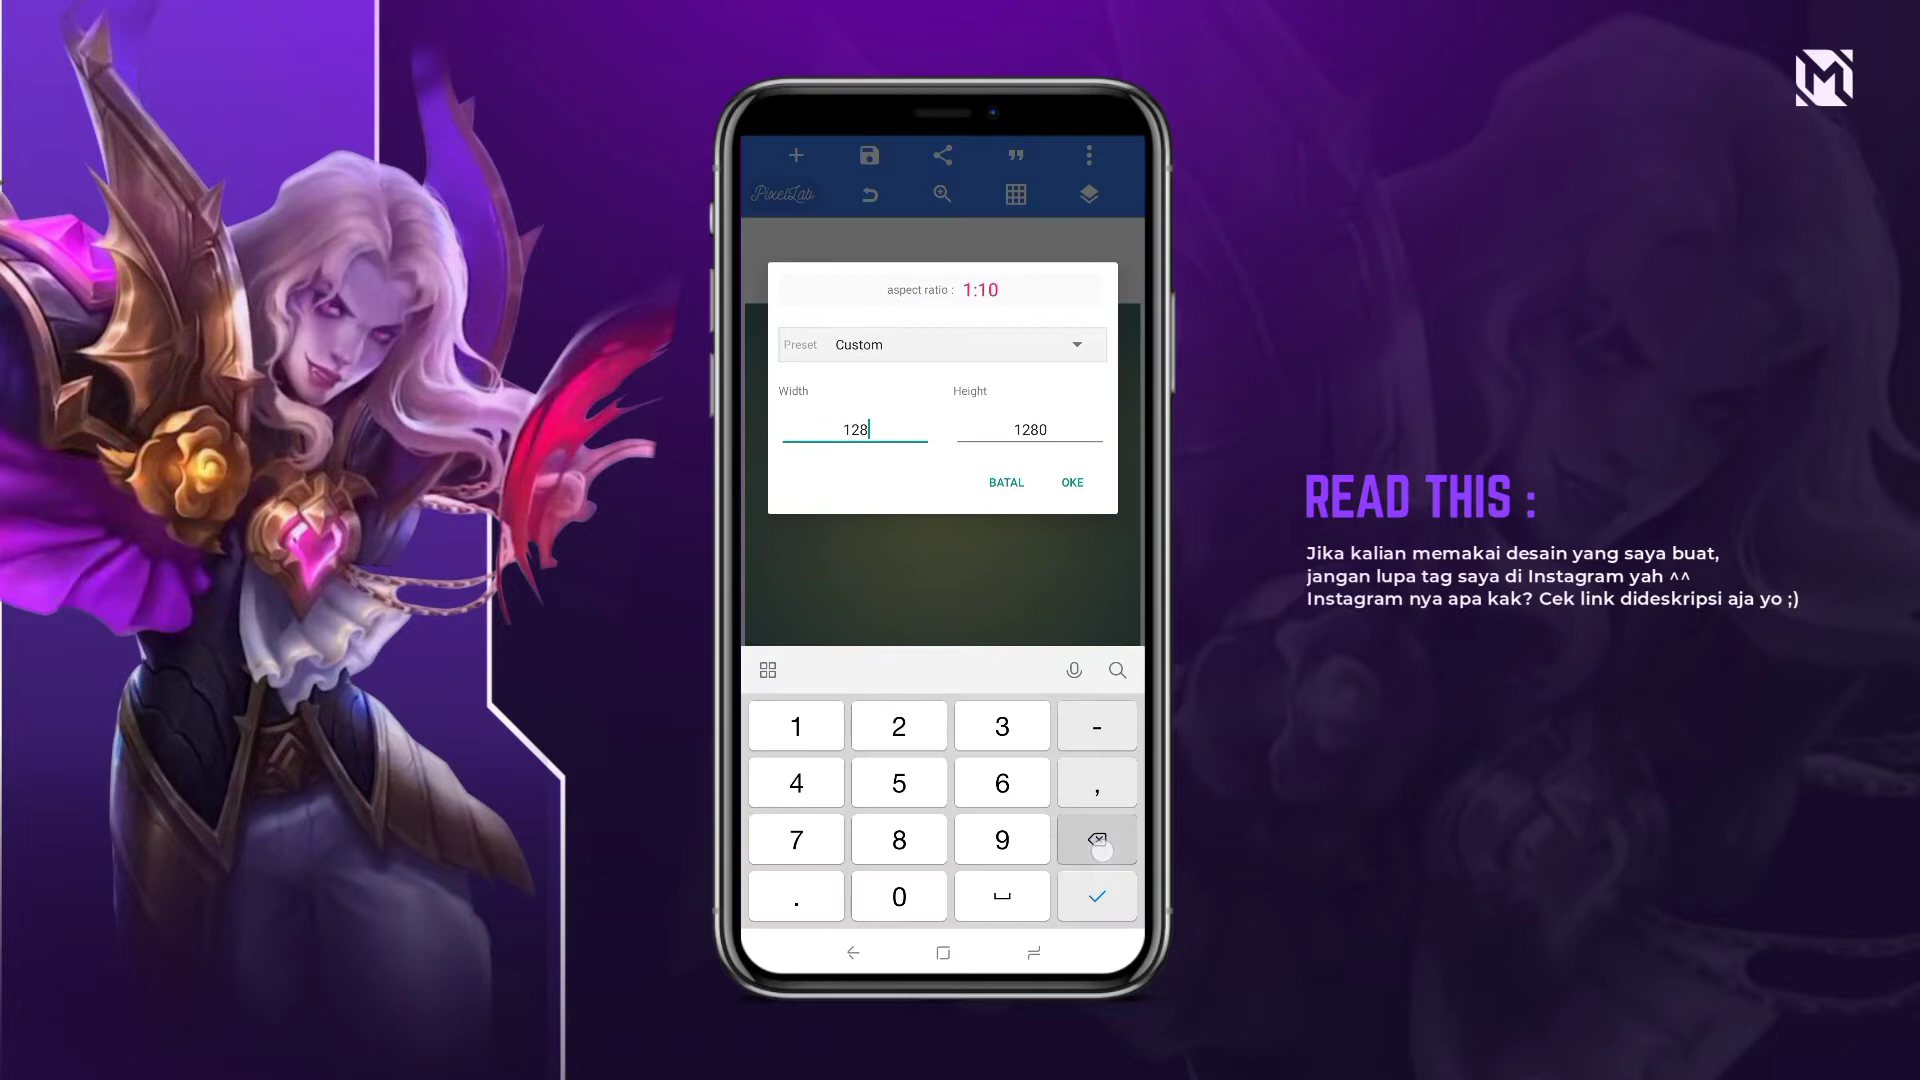 PixelLab
aspect ratio : 1:10
Preset Custom
Width Height
128 1280
BATAL OKE
1 2 3 -
4 5 6 ,
7 8 9
. 0
READ THIS :
Jika kalian memakai desain yang saya buat,
jangan lupa tag saya di Instagram yah ^^
Instagram nya apa kak? Cek link dideskripsi aja yo ;)